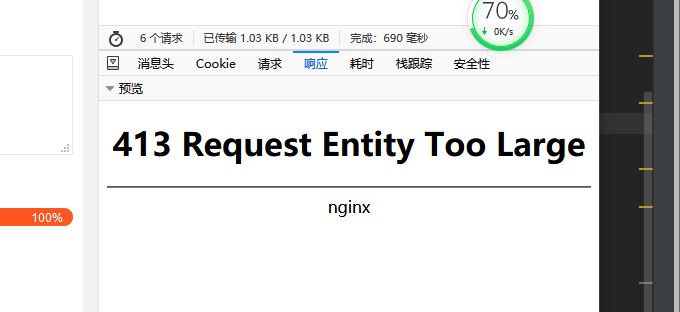 70%
0K/s
6 个请求 已传输 1.03 KB / 1.03 KB 完成：690 毫秒
消息头 Cookie 请求 响应 耗时 栈跟踪 安全性
预览
413 Request Entity Too Large
nginx
100%